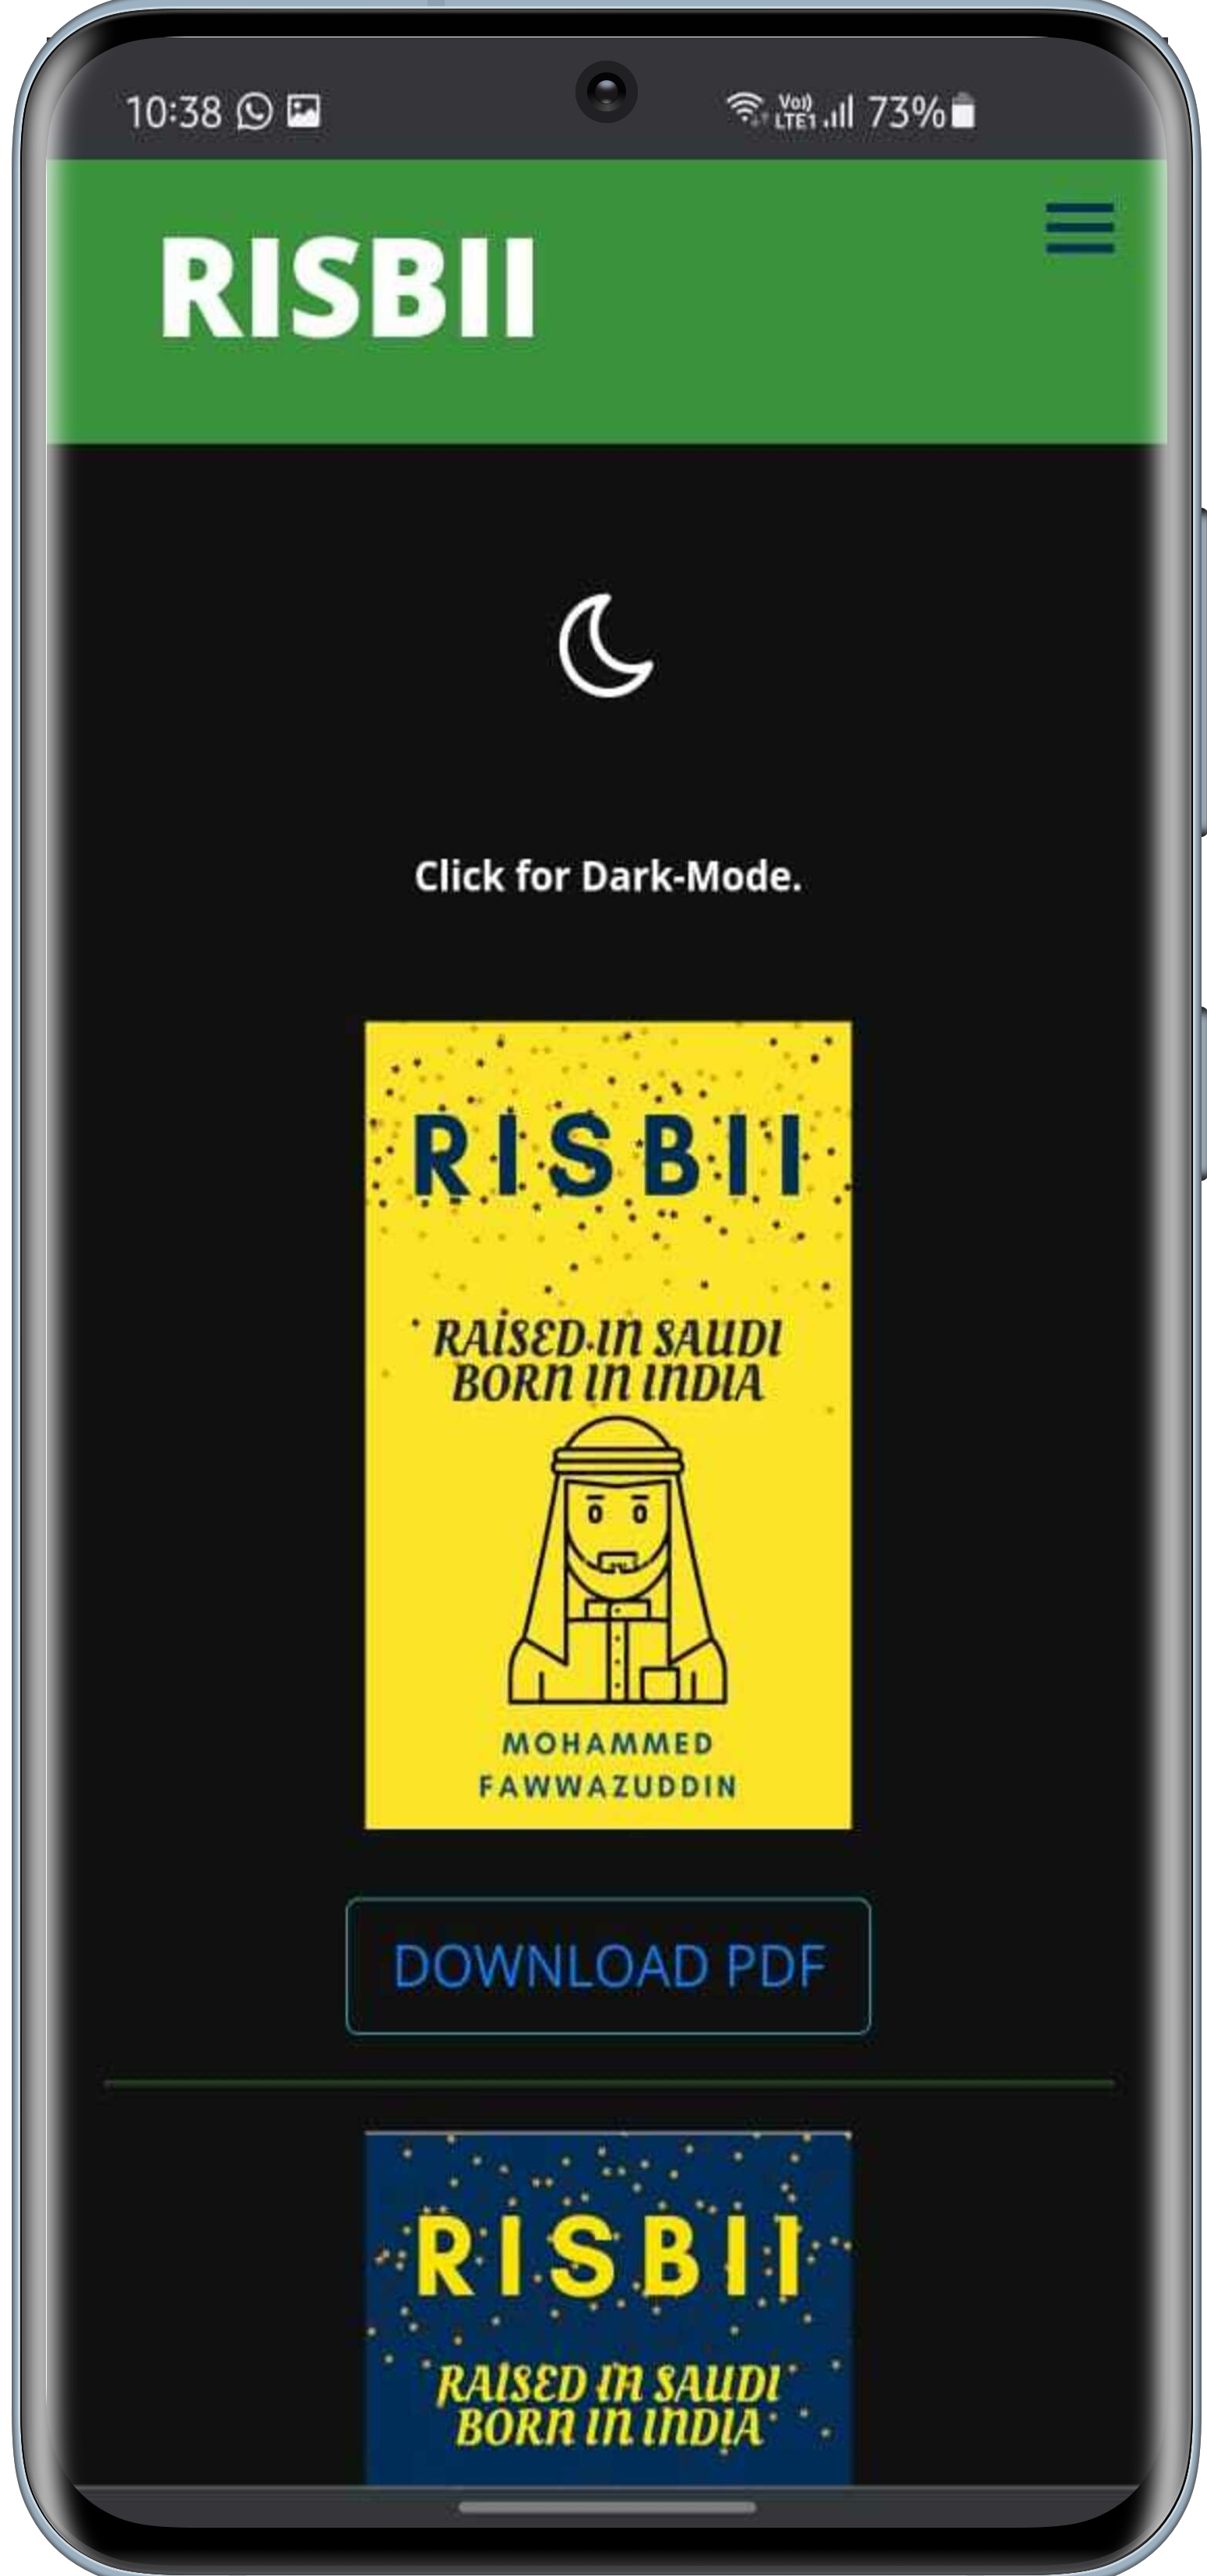 10:38
Vo))
LTE1
73%
RISBII
Click for Dark-Mode.
RISBII
RAISED IN SAUDI
BORN IN INDIA
MOHAMMED
FAWWAZUDDIN
DOWNLOAD PDF
RISBII
RAISED IN SAUDI
BORN IN INDIA